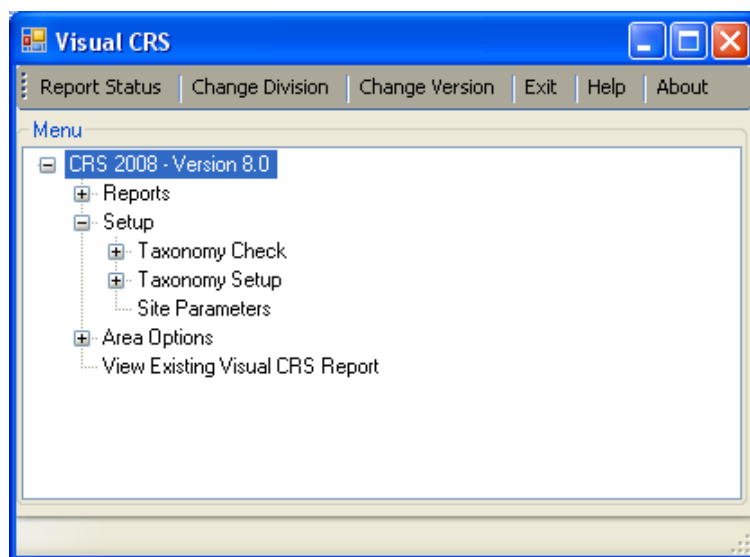 Visual CRS
Report Status Change Division Change Version Exit Help About
Menu
CRS 2008 - Version 8.0
Reports
Setup
Taxonomy Check
Taxonomy Setup
Site Parameters
Area Options
View Existing Visual CRS Report